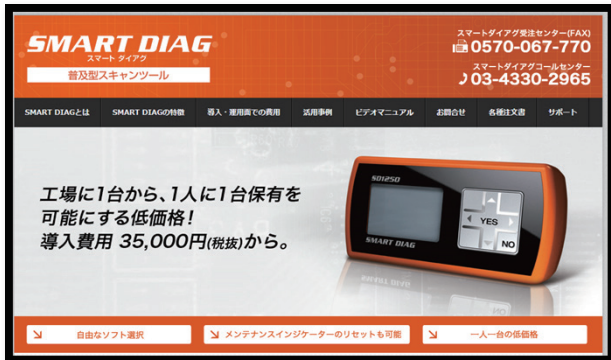 SMART DIAG
スマート ダイアグ
普及型スキャンツール
スマートダイアグ受注センター(FAX)
0570-067-770
スマートダイアグコールセンター
03-4330-2965
SMART DIAGとは SMART DIAGの特徴 導入・運用面での費用 活用事例 ビデオマニュアル お問合せ 各種注文書 サポート
工場に1台から、1人に1台保有を
可能にする低価格!
導入費用 35,000円(税抜)から。
SD125D
YES
NO
SMART DIAG
自由なソフト選択 メンテナンスインジケーターのリセットも可能 一人一台の低価格